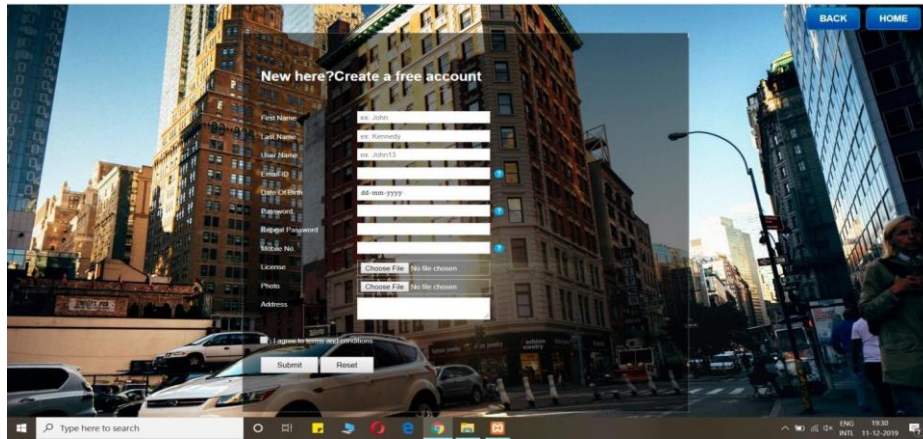 BACK HOME
New here?Create a free account
First Name ex. John
Last Name ex. Kennedy
User Name ex. John13
Email-ID ?
Date Of Birth dd-mm-yyyy
Password ?
Repeat Password
Mobile No. ?
License Choose File No file chosen
Photo Choose File No file chosen
Address
I agree to terms and conditions
Submit Reset
Type here to search
ENG 19:30
INTL 11-12-2019